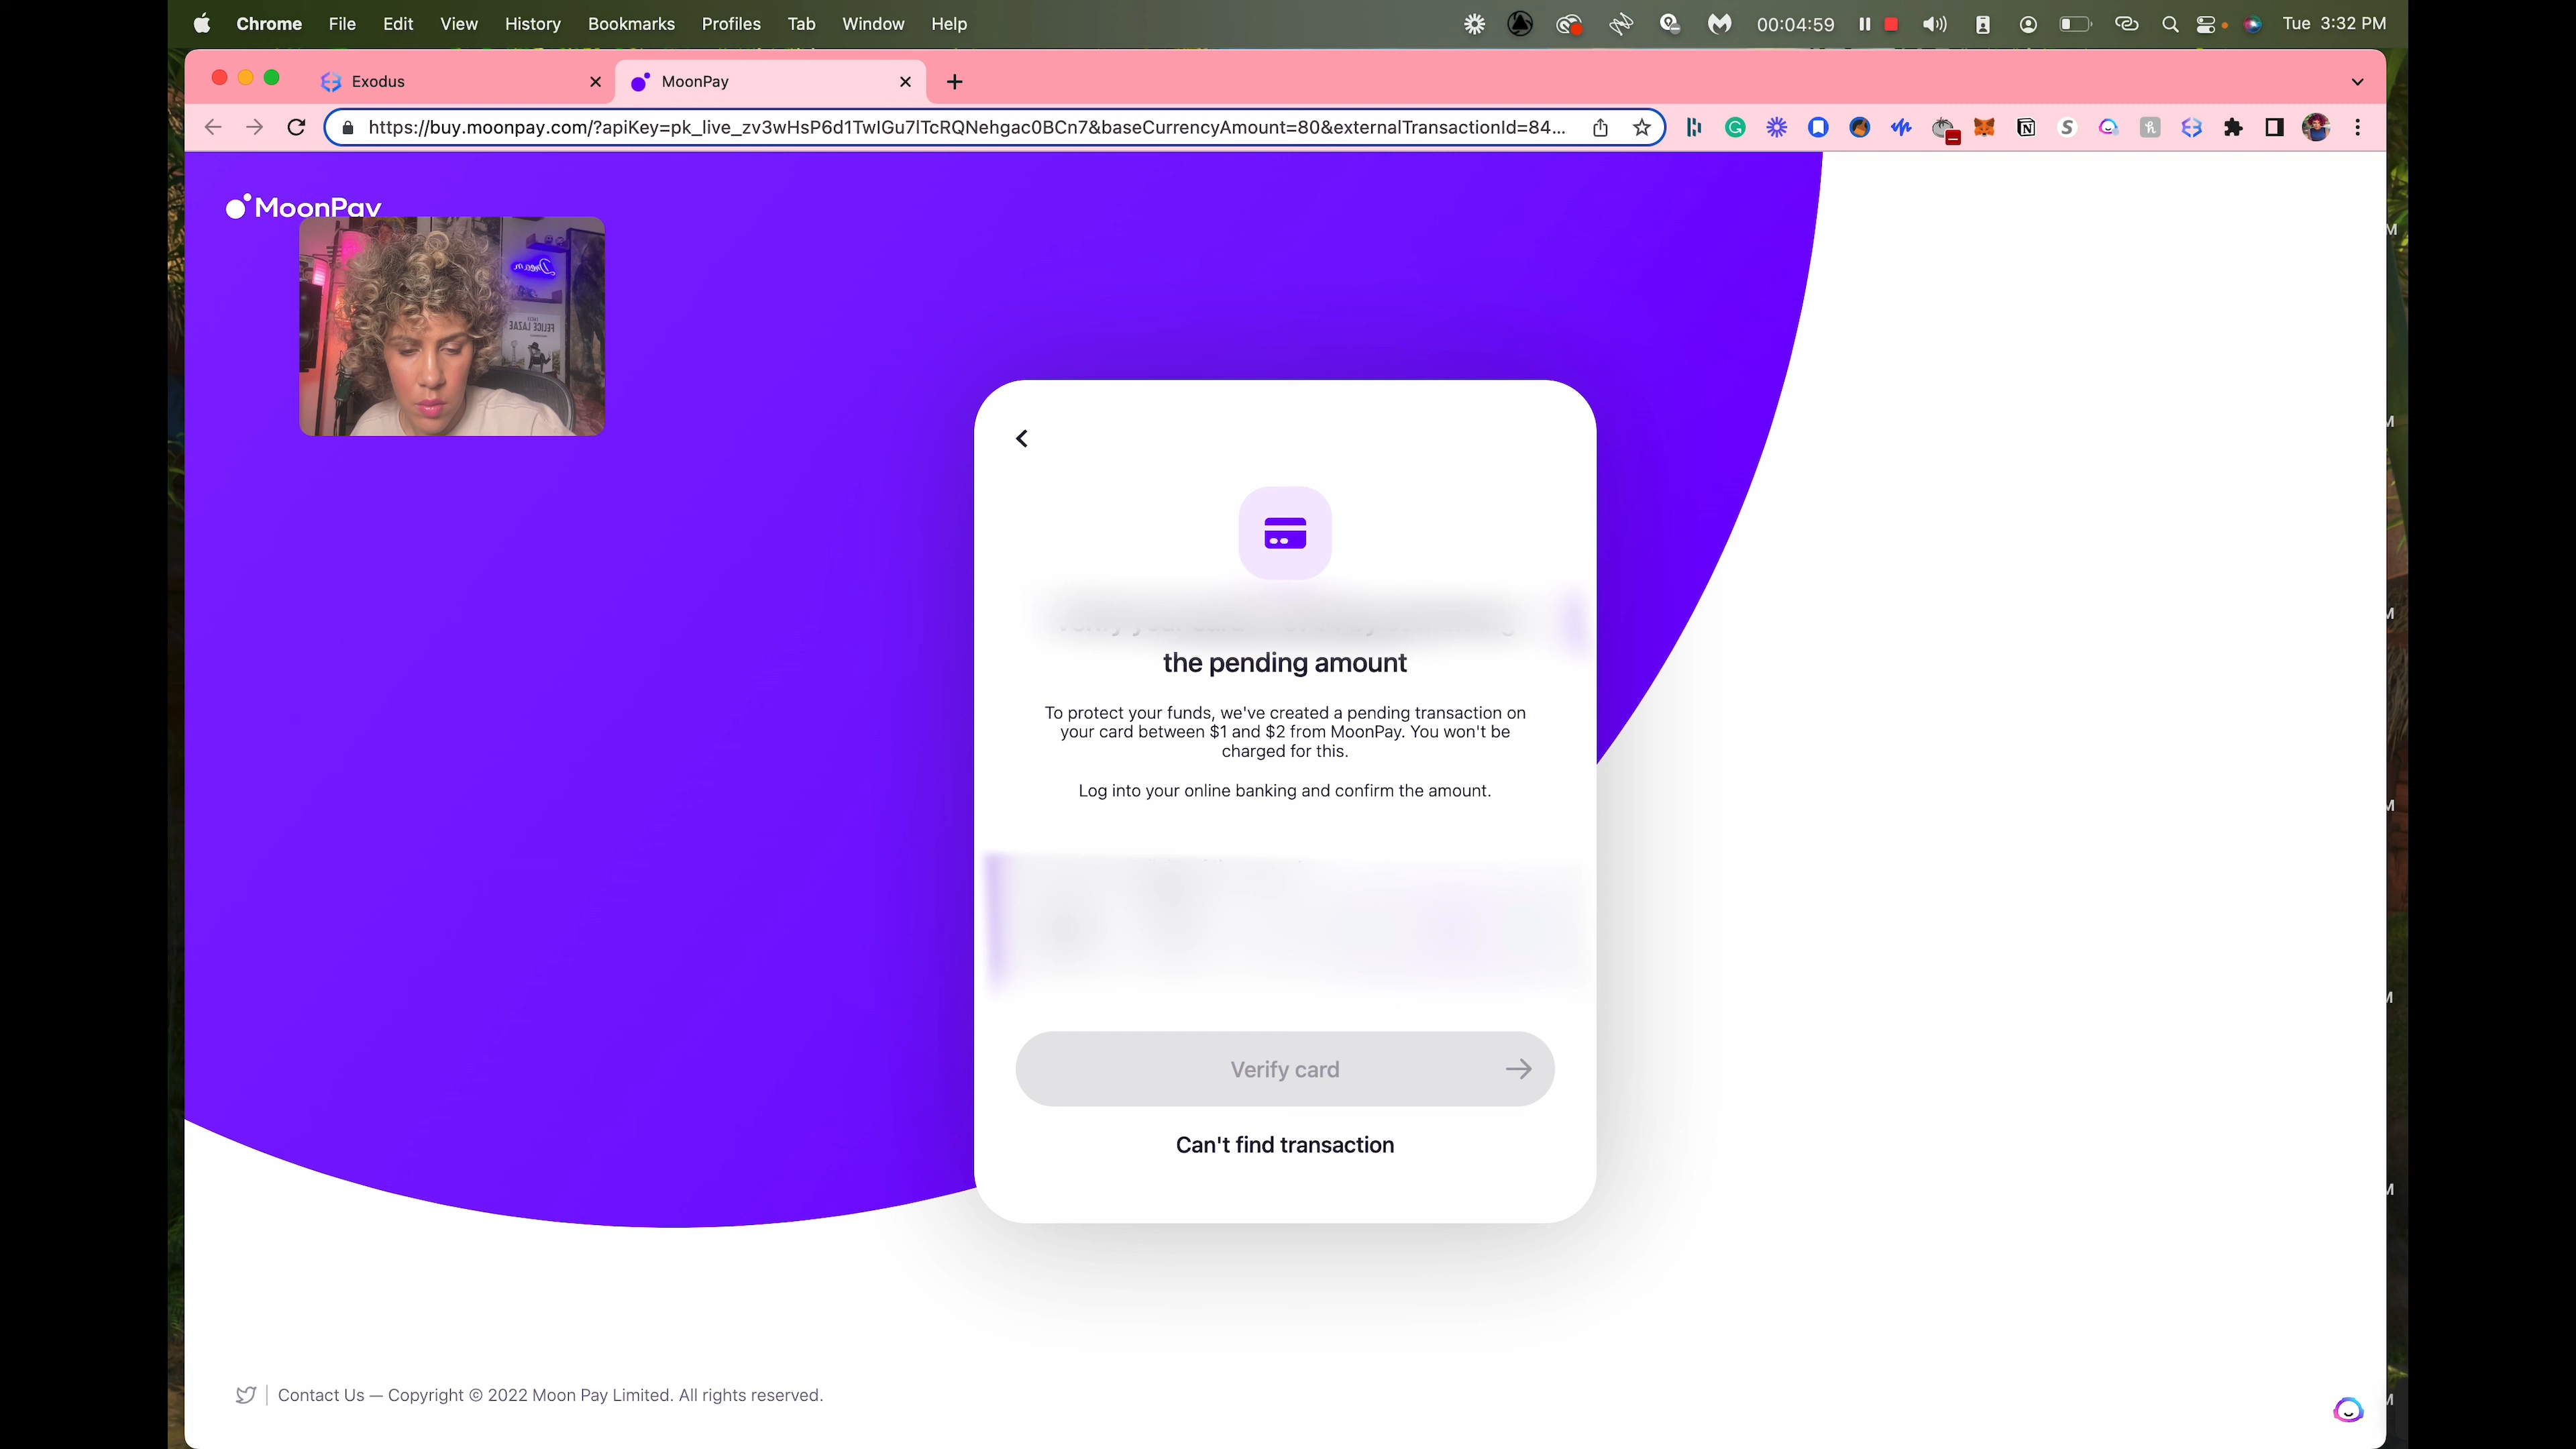 Chrome File Edit View History Bookmarks Profiles Tab Window Help 00:04:59 Tue 3:32 PM
Exodus MoonPay
https://buy.moonpay.com/?apiKey=pk_live_zv3wHsP6d1TwIGu7lTcRQNehgac0BCn7&baseCurrencyAmount=80&externalTransactionId=84...
MoonPay
Dream
FELICE LAZAE
the pending amount
To protect your funds, we've created a pending transaction on
your card between $1 and $2 from MoonPay. You won't be
charged for this.
Log into your online banking and confirm the amount.
Verify card
Can't find transaction
Contact Us — Copyright © 2022 Moon Pay Limited. All rights reserved.